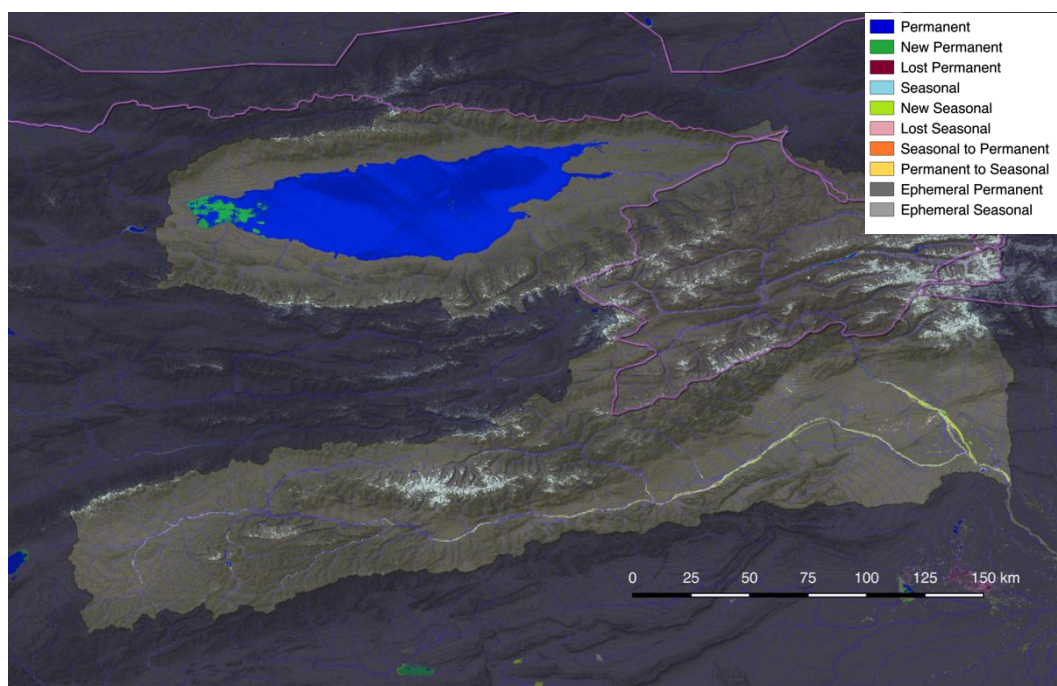 Permanent
New Permanent
Lost Permanent
Seasonal
New Seasonal
Lost Seasonal
Seasonal to Permanent
Permanent to Seasonal
Ephemeral Permanent
Ephemeral Seasonal
0 25 50 75 100 125 150 km